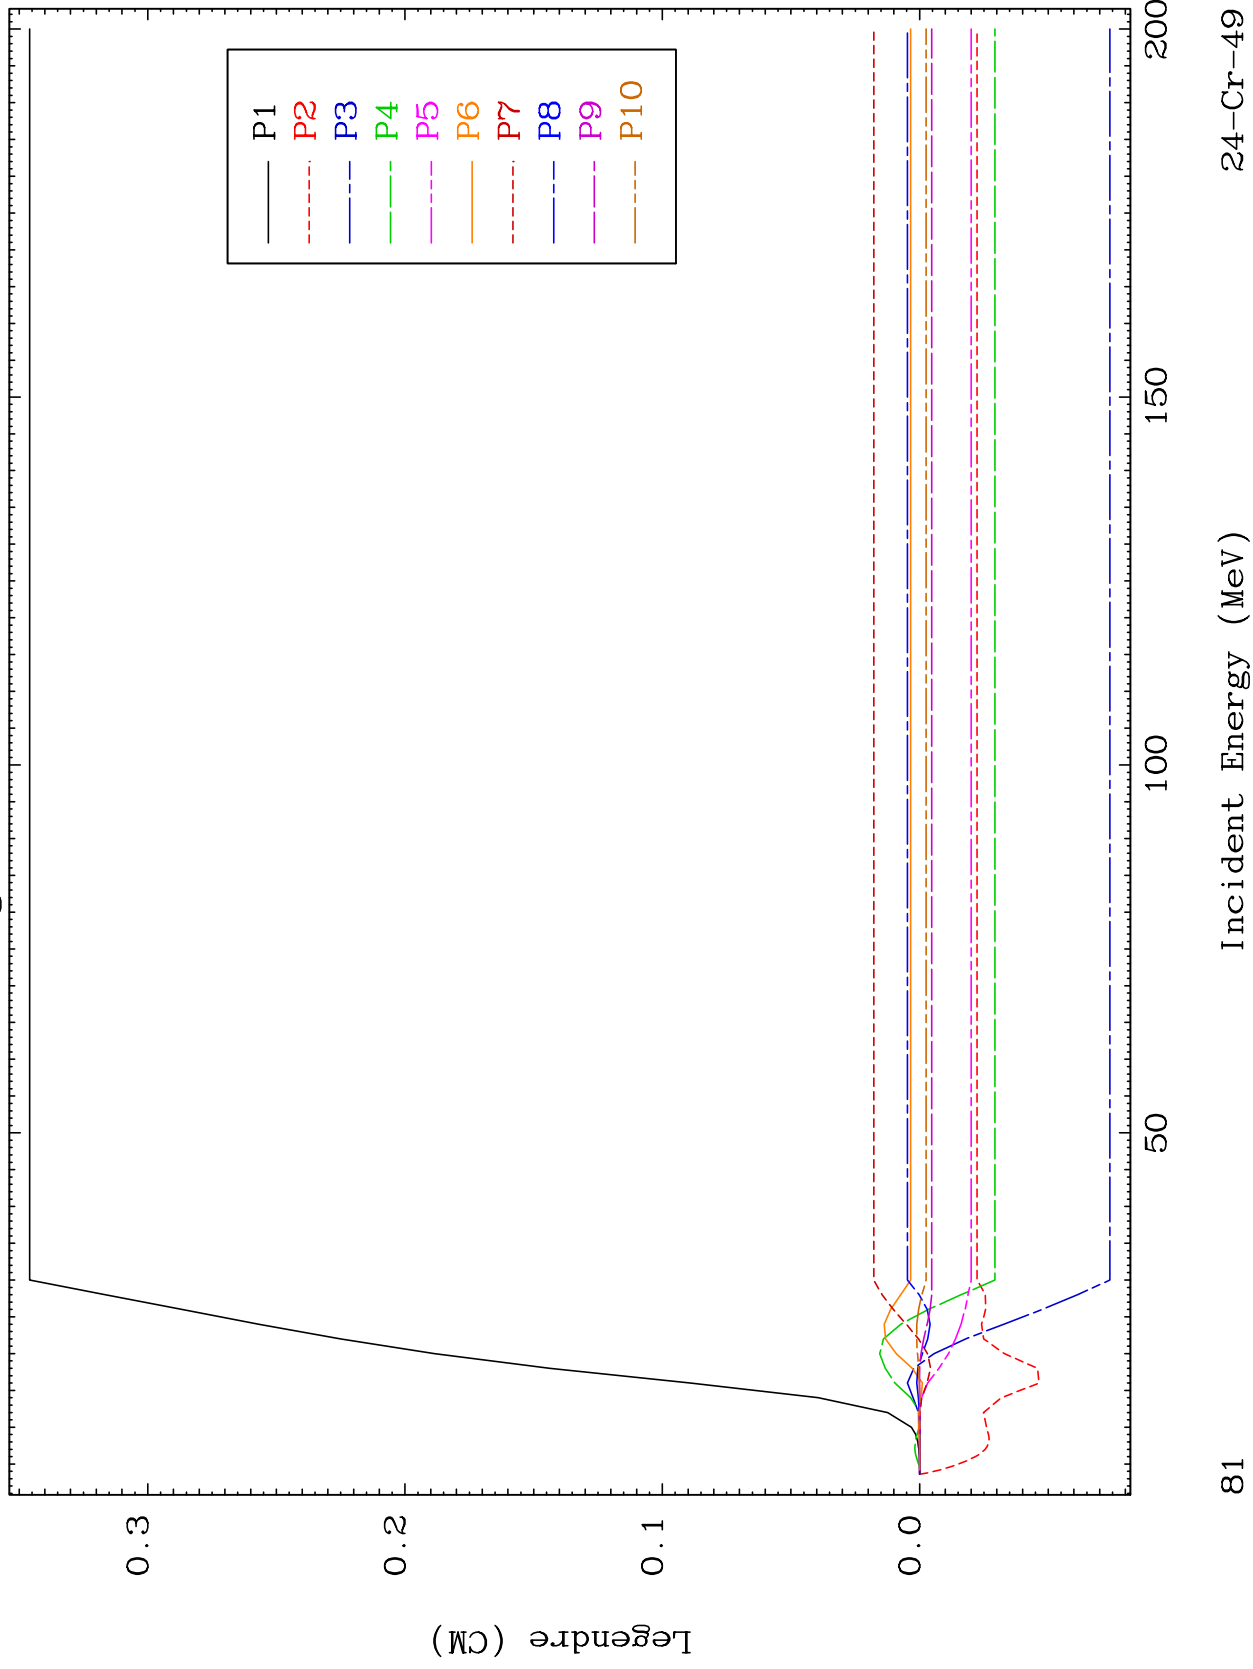 P1
P2
P3
P4
P5
P6
P7
P8
P9
P10
0.3
0.2
0.1
0.0
Legendre (CM)
50
100
150
200
Incident Energy (MeV)
81
24-Cr-49